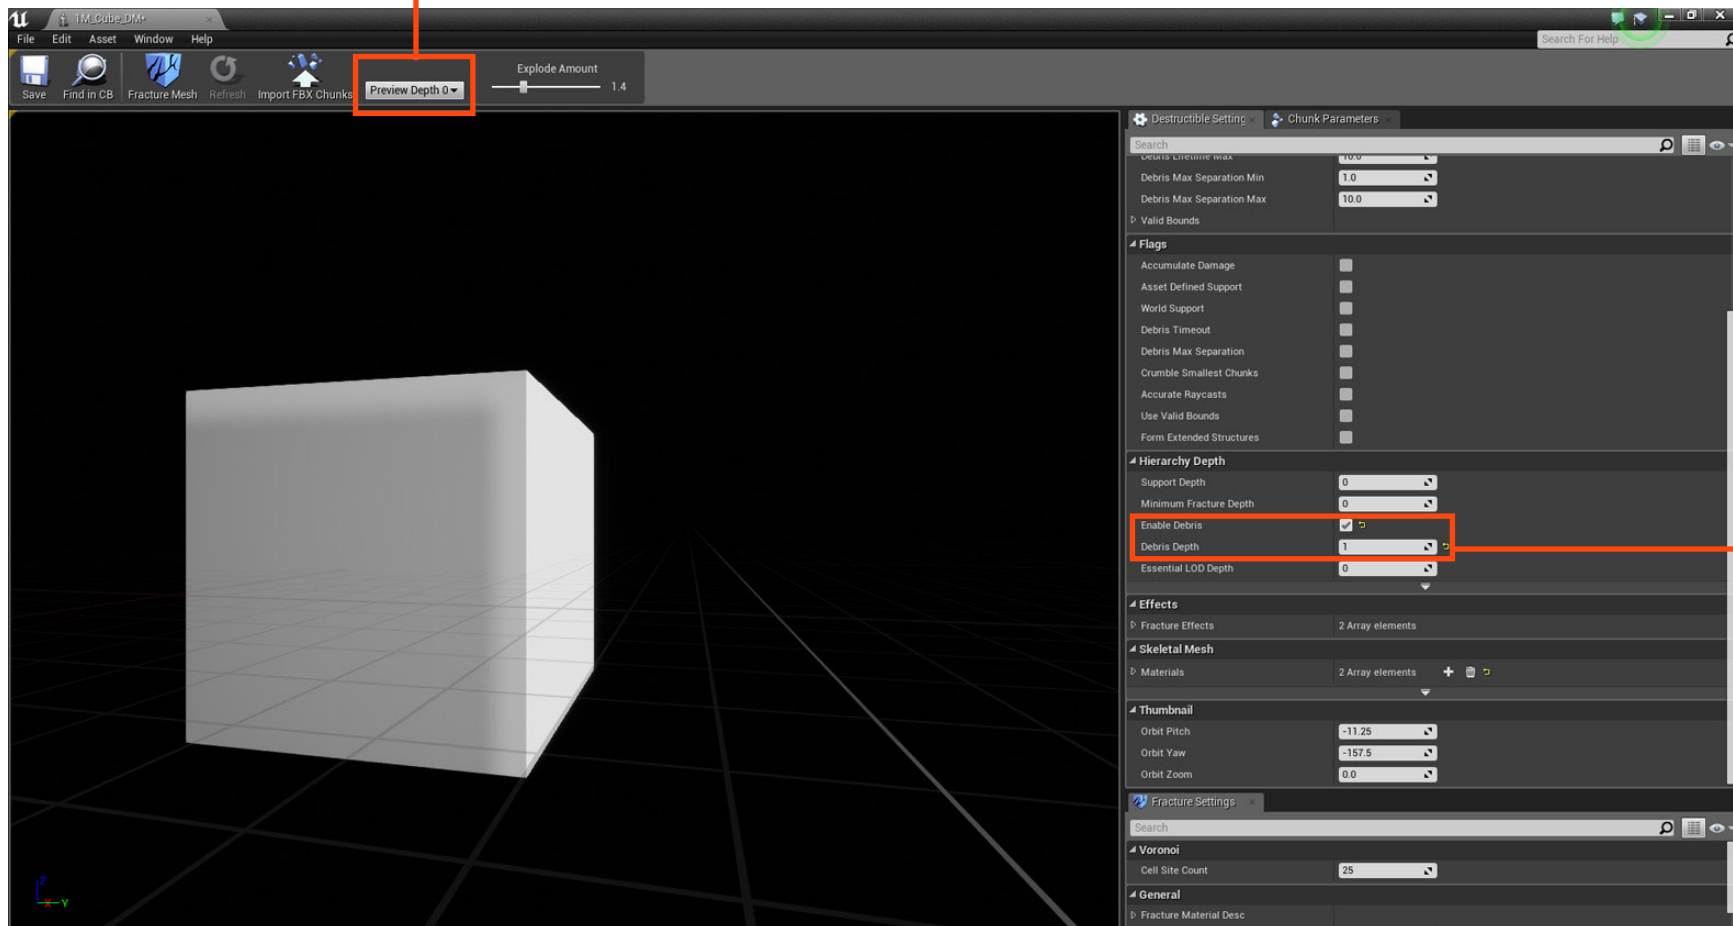 1M_Cube_DM*
File Edit Asset Window Help
Search For Help
Save Find in CB Fracture Mesh Refresh Import FBX Chunks Preview Depth 0 Explode Amount 1.4
Destructible Setting Chunk Parameters
Search
Debris Lifetime Max 10.0
Debris Max Separation Min 1.0
Debris Max Separation Max 10.0
Valid Bounds
Flags
Accumulate Damage
Asset Defined Support
World Support
Debris Timeout
Debris Max Separation
Crumble Smallest Chunks
Accurate Raycasts
Use Valid Bounds
Form Extended Structures
Hierarchy Depth
Support Depth 0
Minimum Fracture Depth 0
Enable Debris
Debris Depth 1
Essential LOD Depth 0
Effects
Fracture Effects 2 Array elements
Skeletal Mesh
Materials 2 Array elements
Thumbnail
Orbit Pitch -11.25
Orbit Yaw -157.5
Orbit Zoom 0.0
Fracture Settings
Search
Voronoi
Cell Site Count 25
General
Fracture Material Desc
Z
X Y